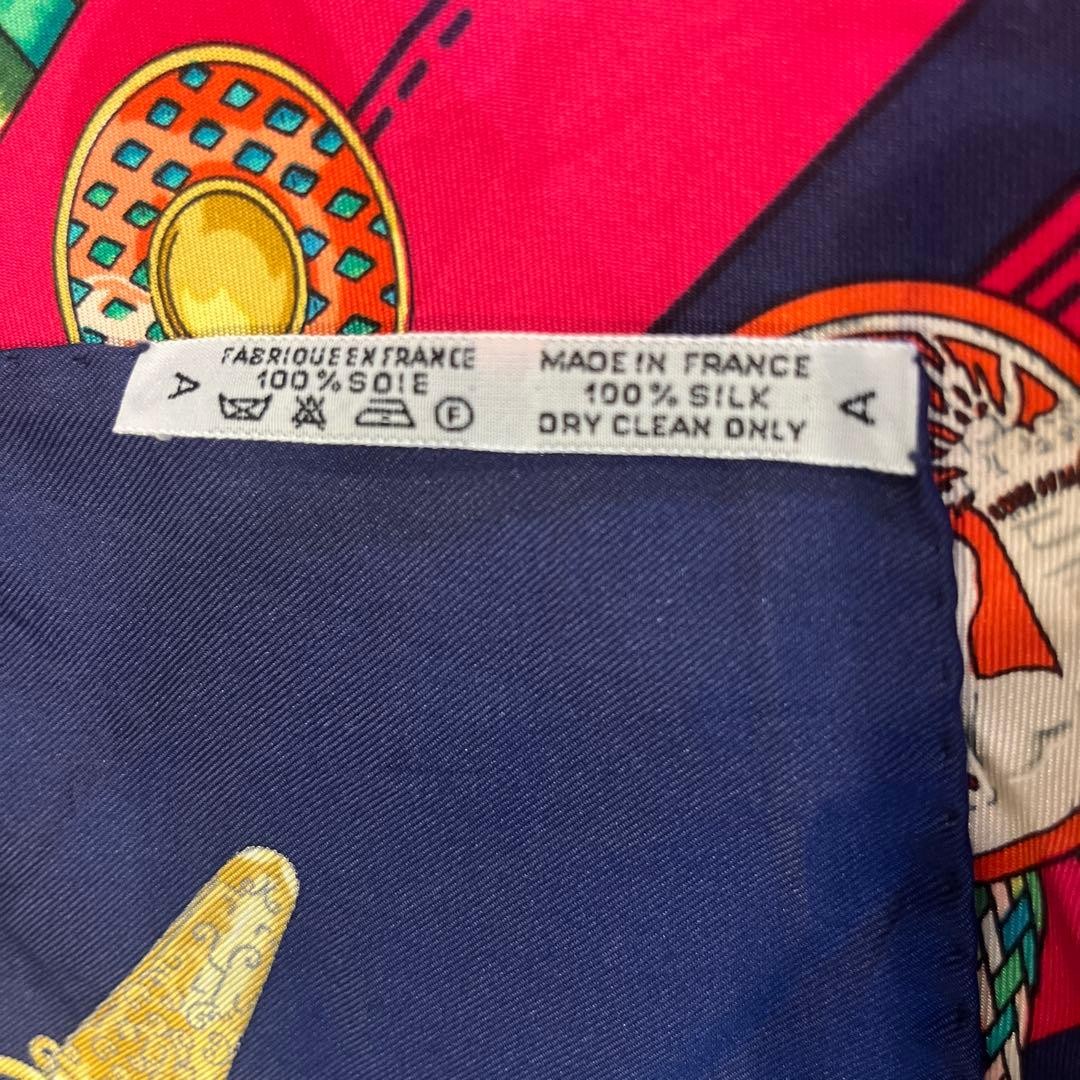 A
FABRIQUE EN FRANCE
100% SOIE
F
MADE IN FRANCE
100% SILK
DRY CLEAN ONLY
A